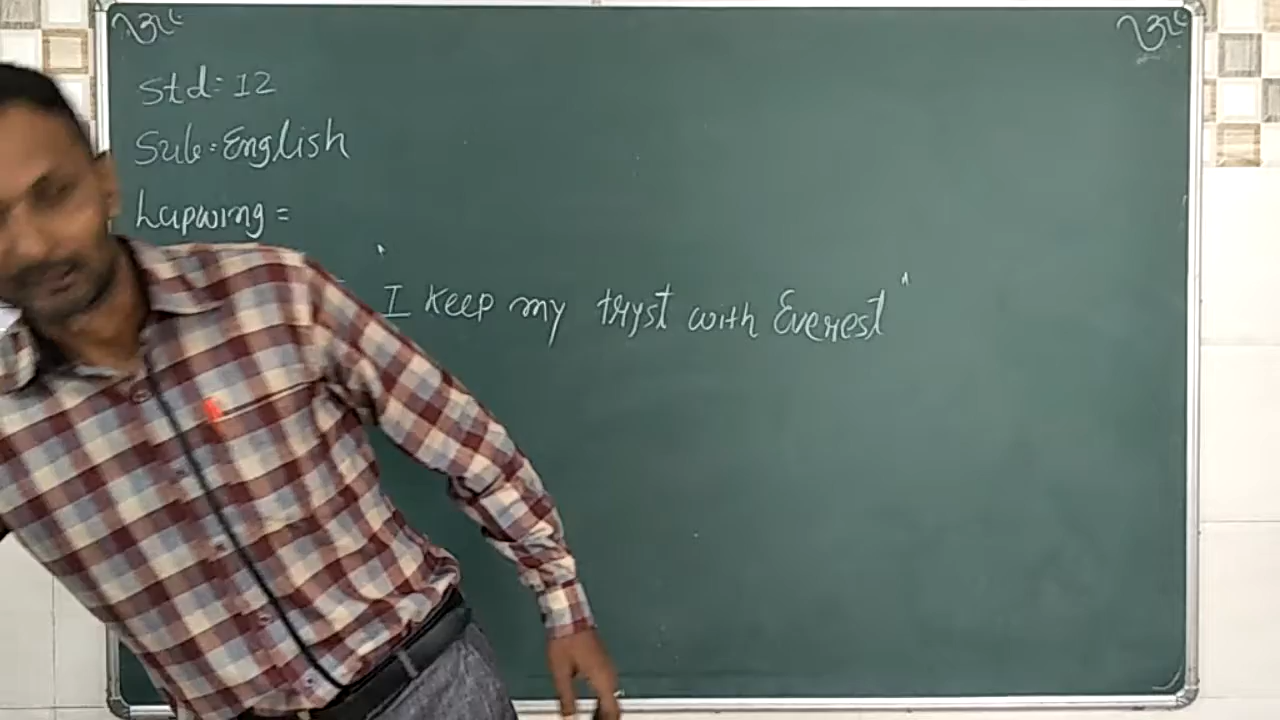 Std = 12
Sub = English
Lapwing =
" I keep my tryst with Everest "